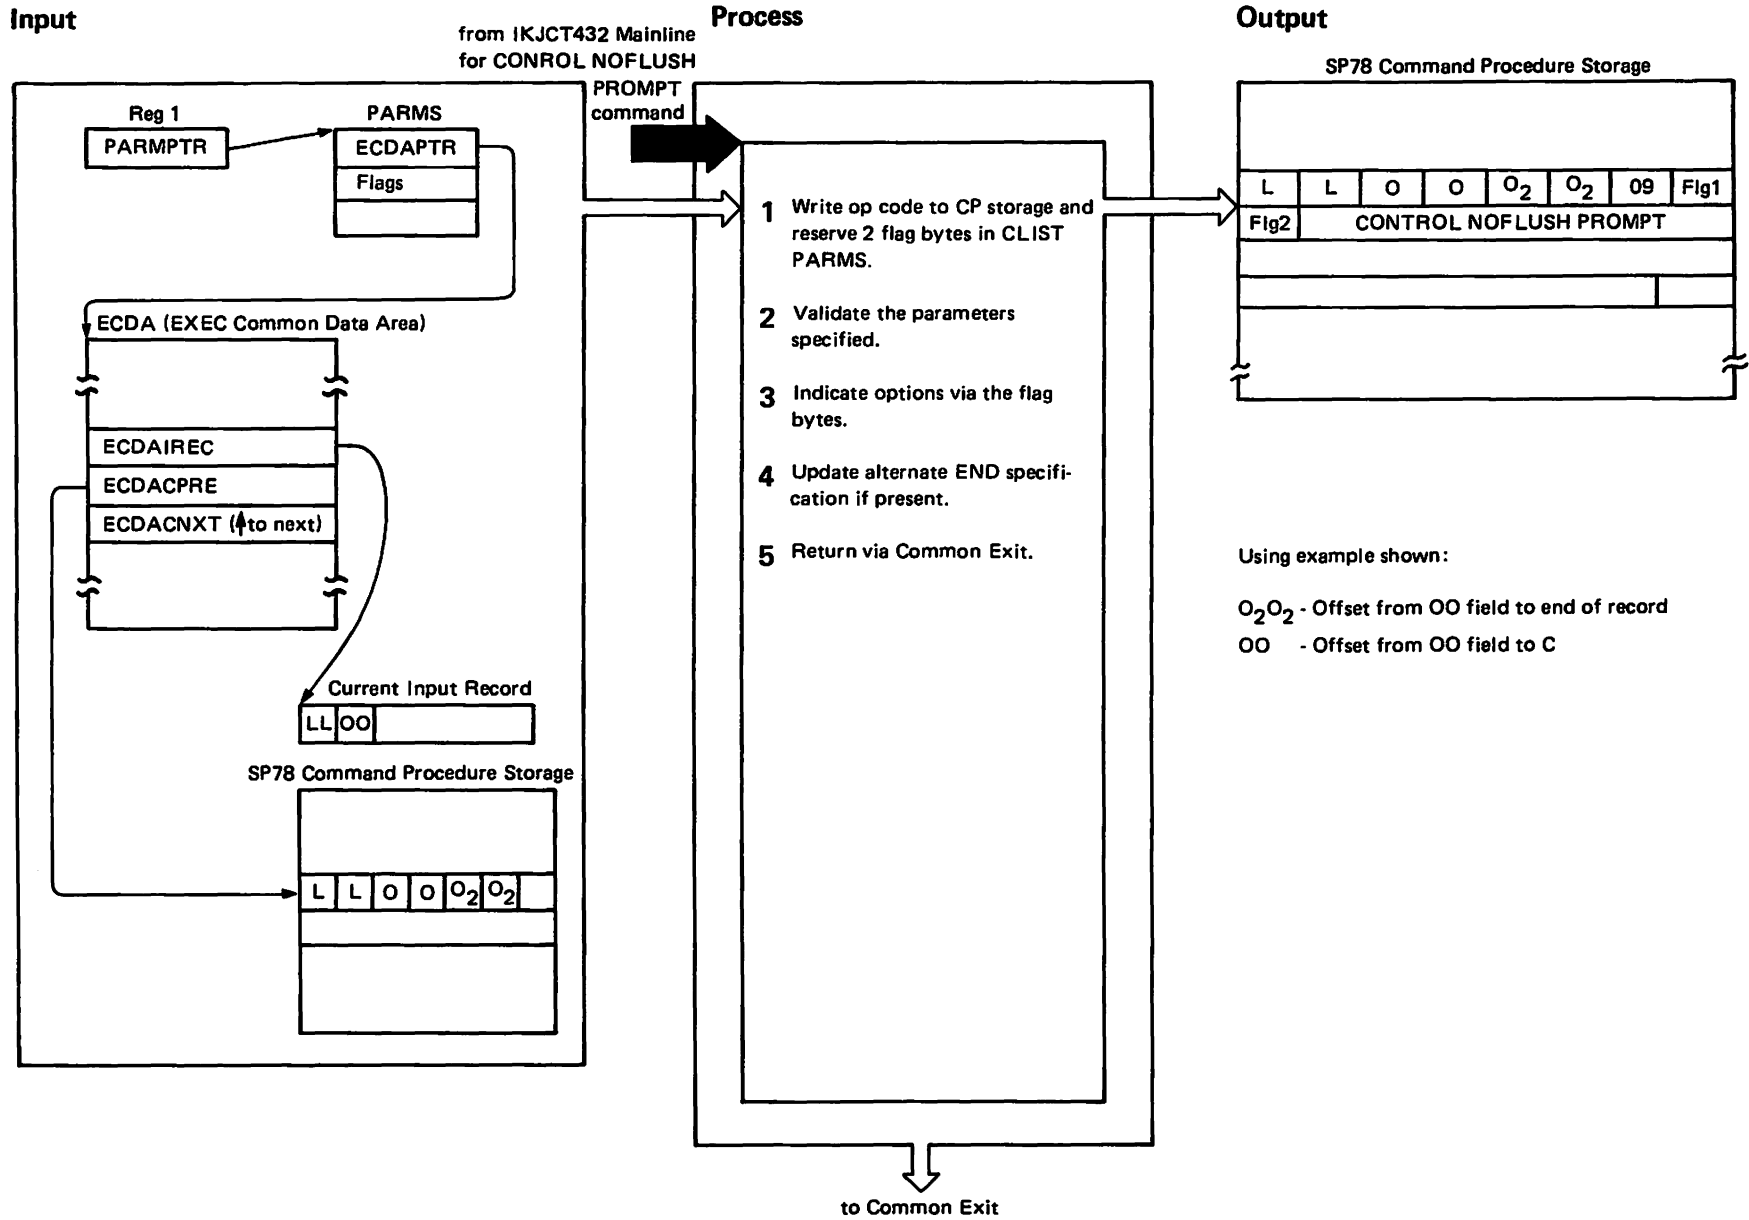 Input
Process
Output
from IKJCT432 Mainline
for CONROL NOFLUSH
PROMPT
command
Reg 1
PARMPTR
PARMS
ECDAPTR
Flags
ECDA (EXEC Common Data Area)
ECDAIREC
ECDACPRE
ECDACNXT (↑to next)
Current Input Record
LL OO
SP78 Command Procedure Storage
L L O O O2 O2
1 Write op code to CP storage and
reserve 2 flag bytes in CLIST
PARMS.
2 Validate the parameters
specified.
3 Indicate options via the flag
bytes.
4 Update alternate END specifi-
cation if present.
5 Return via Common Exit.
to Common Exit
SP78 Command Procedure Storage
L L O O O2 O2 09 Flg1
Flg2 CONTROL NOFLUSH PROMPT
Using example shown:
O2O2 - Offset from OO field to end of record
OO - Offset from OO field to C